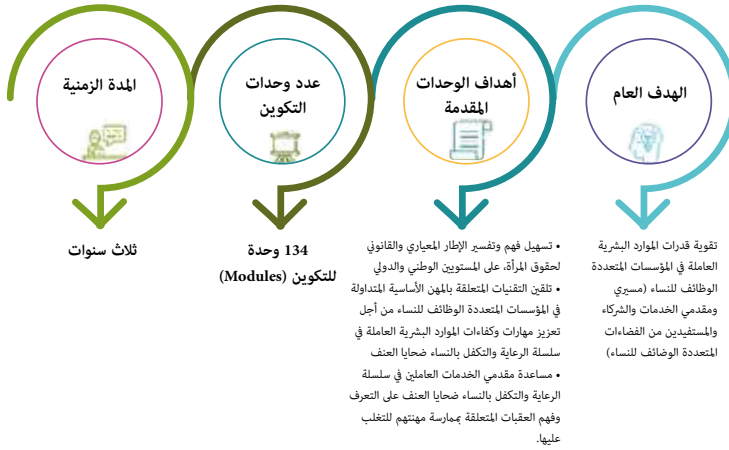 الهدف العام
تقوية قدرات الموارد البشرية
العاملة في المؤسسات المتعددة
الوظائف للنساء (مسيري
ومقدمي الخدمات والشركاء
والمستفيدين من الفضاءات
المتعددة الوضائف للنساء)
أهداف الوحدات
المقدمة
• تسهيل فهم وتفسير الإطار المعياري والقانوني
لحقوق المرأة، على المستويين الوطني والدولي
• تلقين التقنيات المتعلقة بالمهن الأساسية المتداولة
في المؤسسات المتعددة الوظائف للنساء من أجل
تعزيز مهارات وكفاءات الموارد البشرية العاملة في
سلسلة الرعاية والتكفل بالنساء ضحايا العنف
• مساعدة مقدمي الخدمات العاملين في سلسلة
الرعاية والتكفل بالنساء ضحايا العنف على التعرف
وفهم العقبات المتعلقة بممارسة مهنتهم للتغلب
عليها.
عدد وحدات
التكوين
134 وحدة
للتكوين (Modules)
المدة الزمنية
ثلاث سنوات